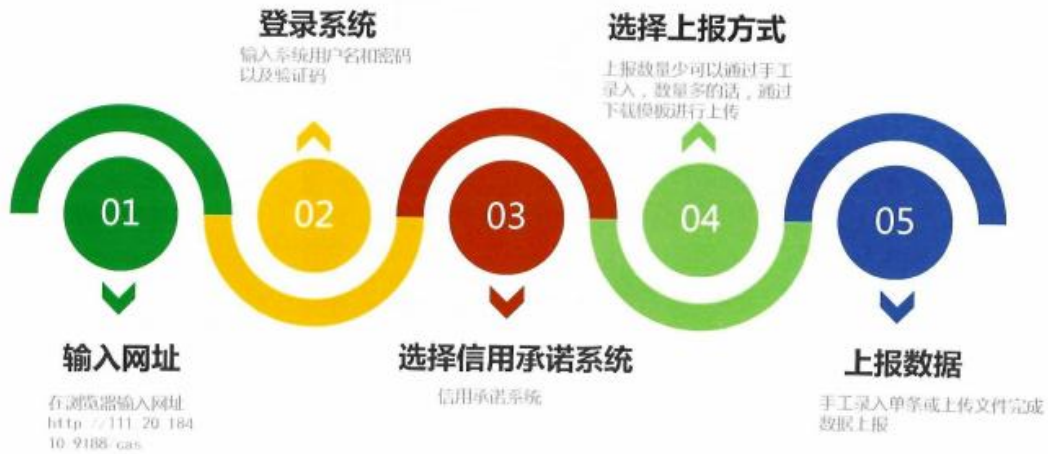 01
输入网址
在浏览器输入网址
http //111 20 184
10 9188 cas
02
登录系统
输入系统用户名和密码
以及验证码
03
选择信用承诺系统
信用承诺系统
04
选择上报方式
上报数量少可以通过手工
录入，数量多的话，通过
下载模板进行上传
05
上报数据
手工录入单条或上传文件完成
数据上报